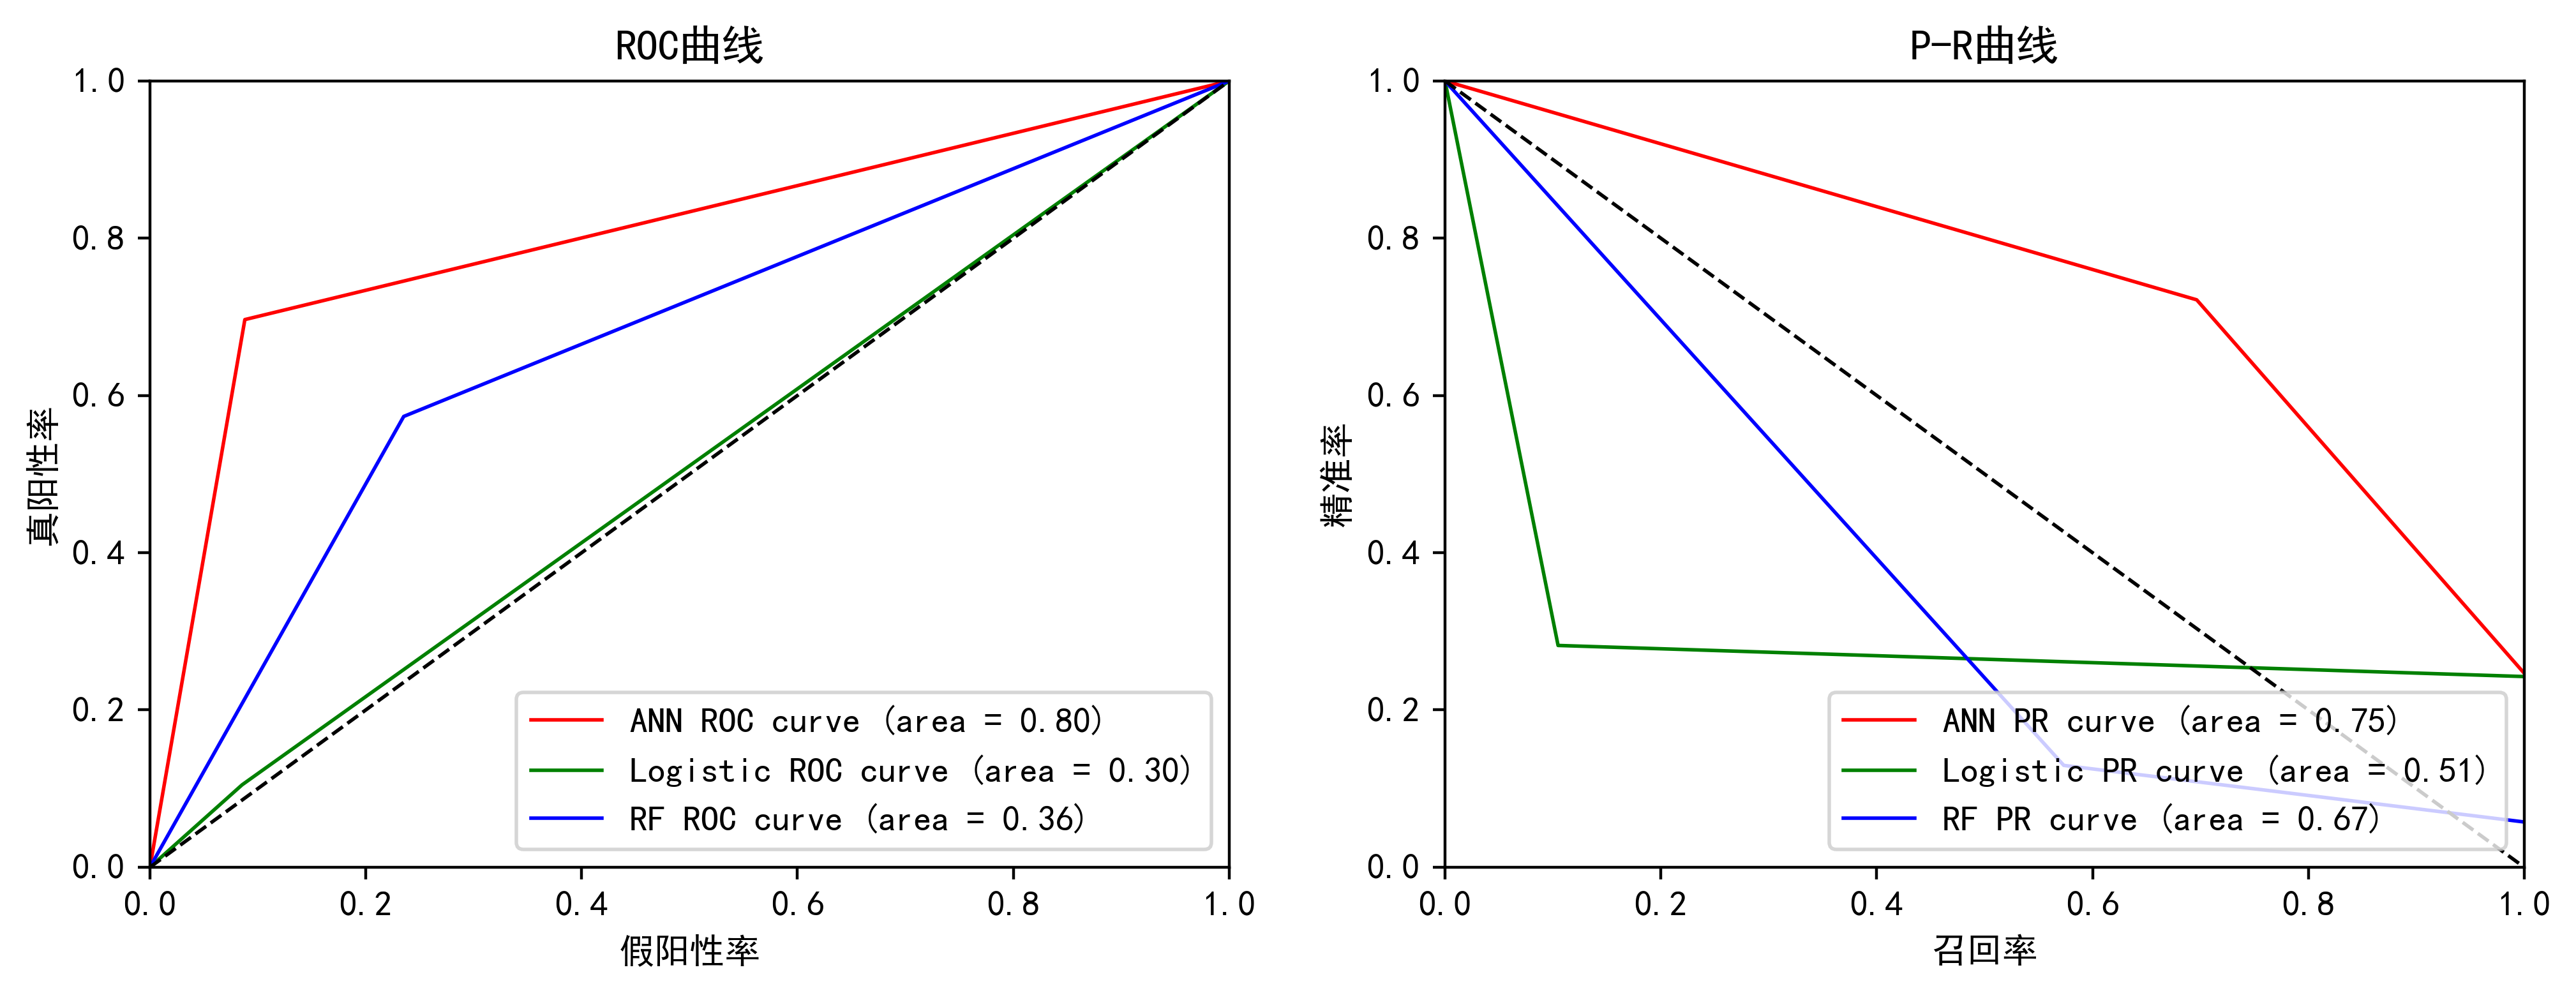 ROC曲线
1.0
0.8
0.6
0.4
0.2
0.0
真阳性率
0.0 0.2 0.4 0.6 0.8 1.0
假阳性率
ANN ROC curve (area = 0.80)
Logistic ROC curve (area = 0.30)
RF ROC curve (area = 0.36)
P-R曲线
1.0
0.8
0.6
0.4
0.2
0.0
精准率
0.0 0.2 0.4 0.6 0.8 1.0
召回率
ANN PR curve (area = 0.75)
Logistic PR curve (area = 0.51)
RF PR curve (area = 0.67)